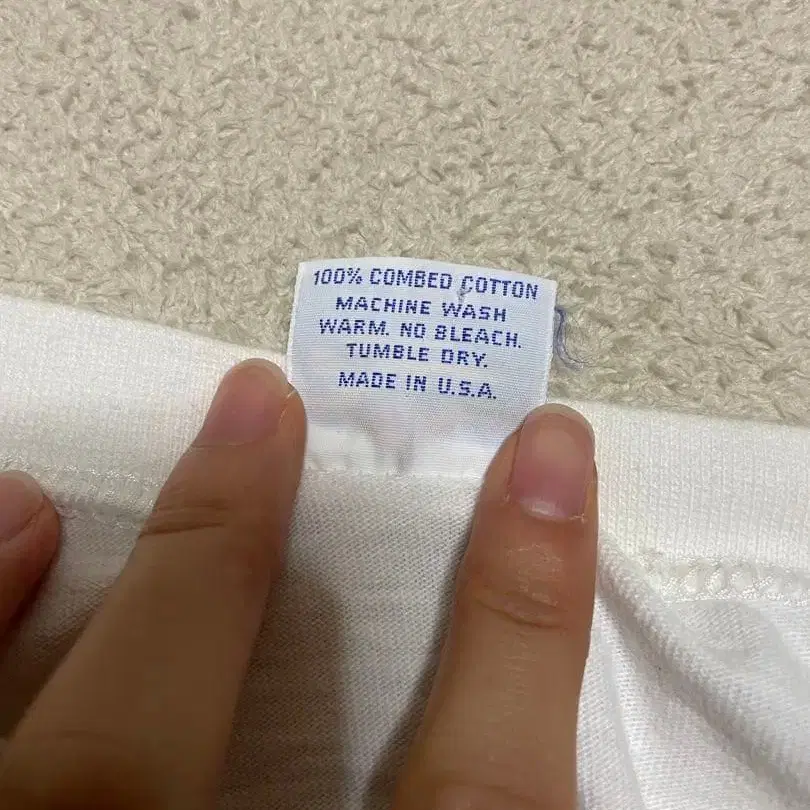 100% COMBED COTTON
MACHINE WASH
WARM. NO BLEACH.
TUMBLE DRY.
MADE IN U.S.A.